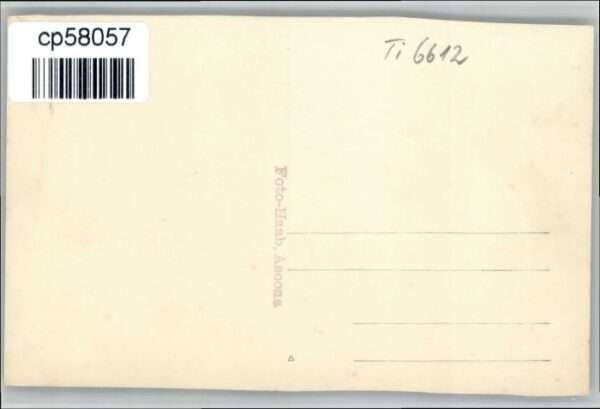 cp58057
Ti 6612
Foto-Haab, Ascona